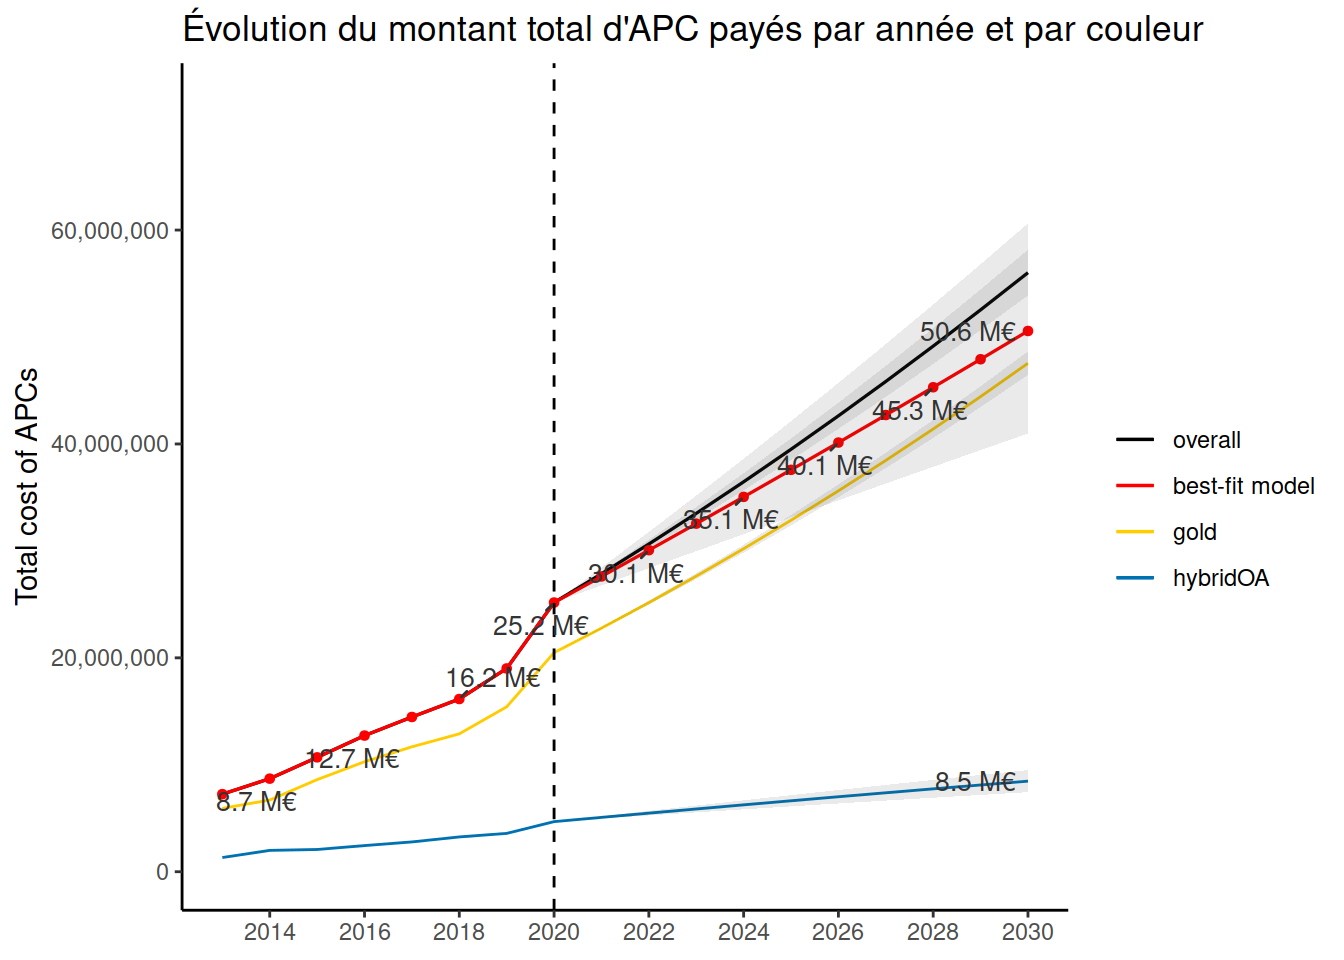 Évolution du montant total d'APC payés par année et par couleur
Total cost of APCs
60,000,000
40,000,000
20,000,000
0
50.6 M€
45.3 M€
40.1 M€
35.1 M€
30.1 M€
25.2 M€
16.2 M€
12.7 M€
8.7 M€
8.5 M€
2014 2016 2018 2020 2022 2024 2026 2028 2030
overall
best-fit model
gold
hybridOA